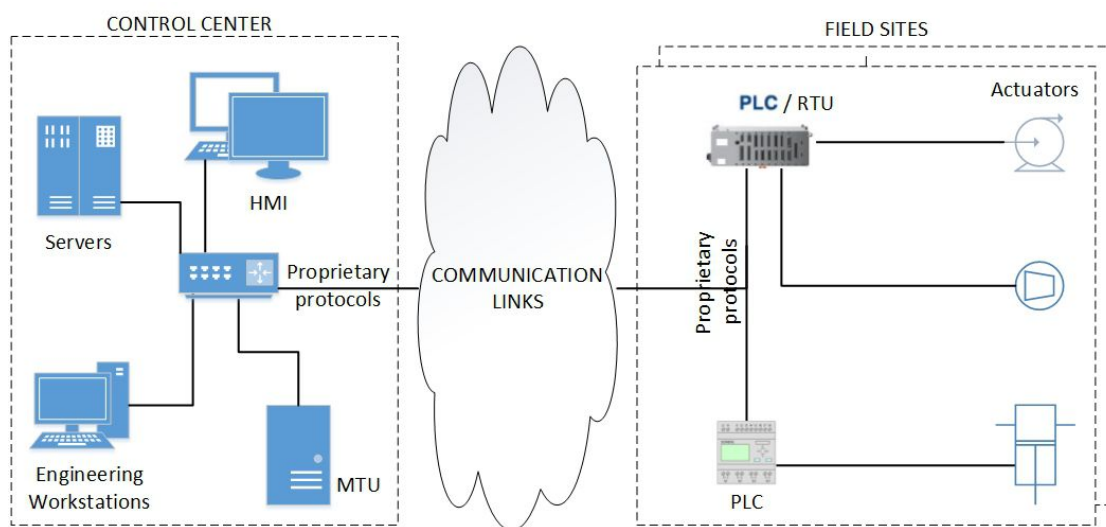 CONTROL CENTER
FIELD SITES
PLC / RTU
Actuators
HMI
Servers
Proprietary
protocols
COMMUNICATION
LINKS
Proprietary
protocols
Engineering
Workstations
MTU
PLC